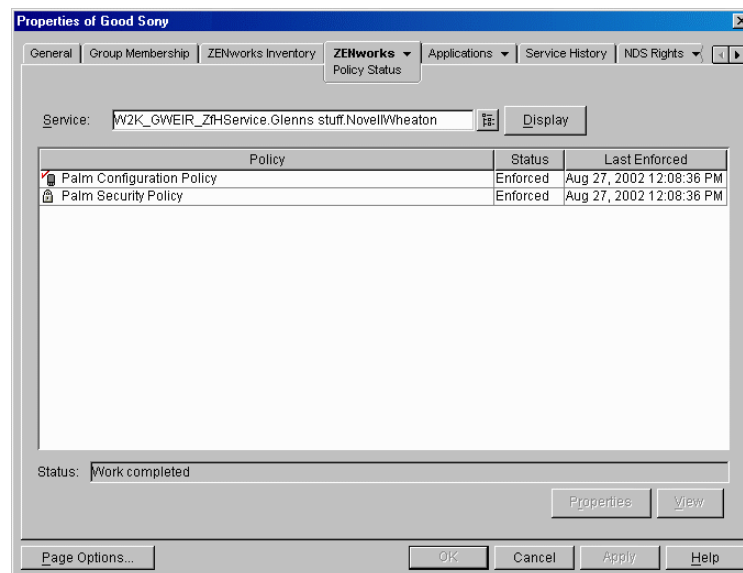 Properties of Good Sony
General Group Membership ZENworks Inventory ZENworks Applications Service History NDS Rights
Policy Status
Service: W2K_GWEIR_ZfHService.Glenns stuff.NovellWheaton Display
Policy Status Last Enforced
Palm Configuration Policy Enforced Aug 27, 2002 12:08:36 PM
Palm Security Policy Enforced Aug 27, 2002 12:08:36 PM
Status: Work completed
Properties View
Page Options... OK Cancel Apply Help